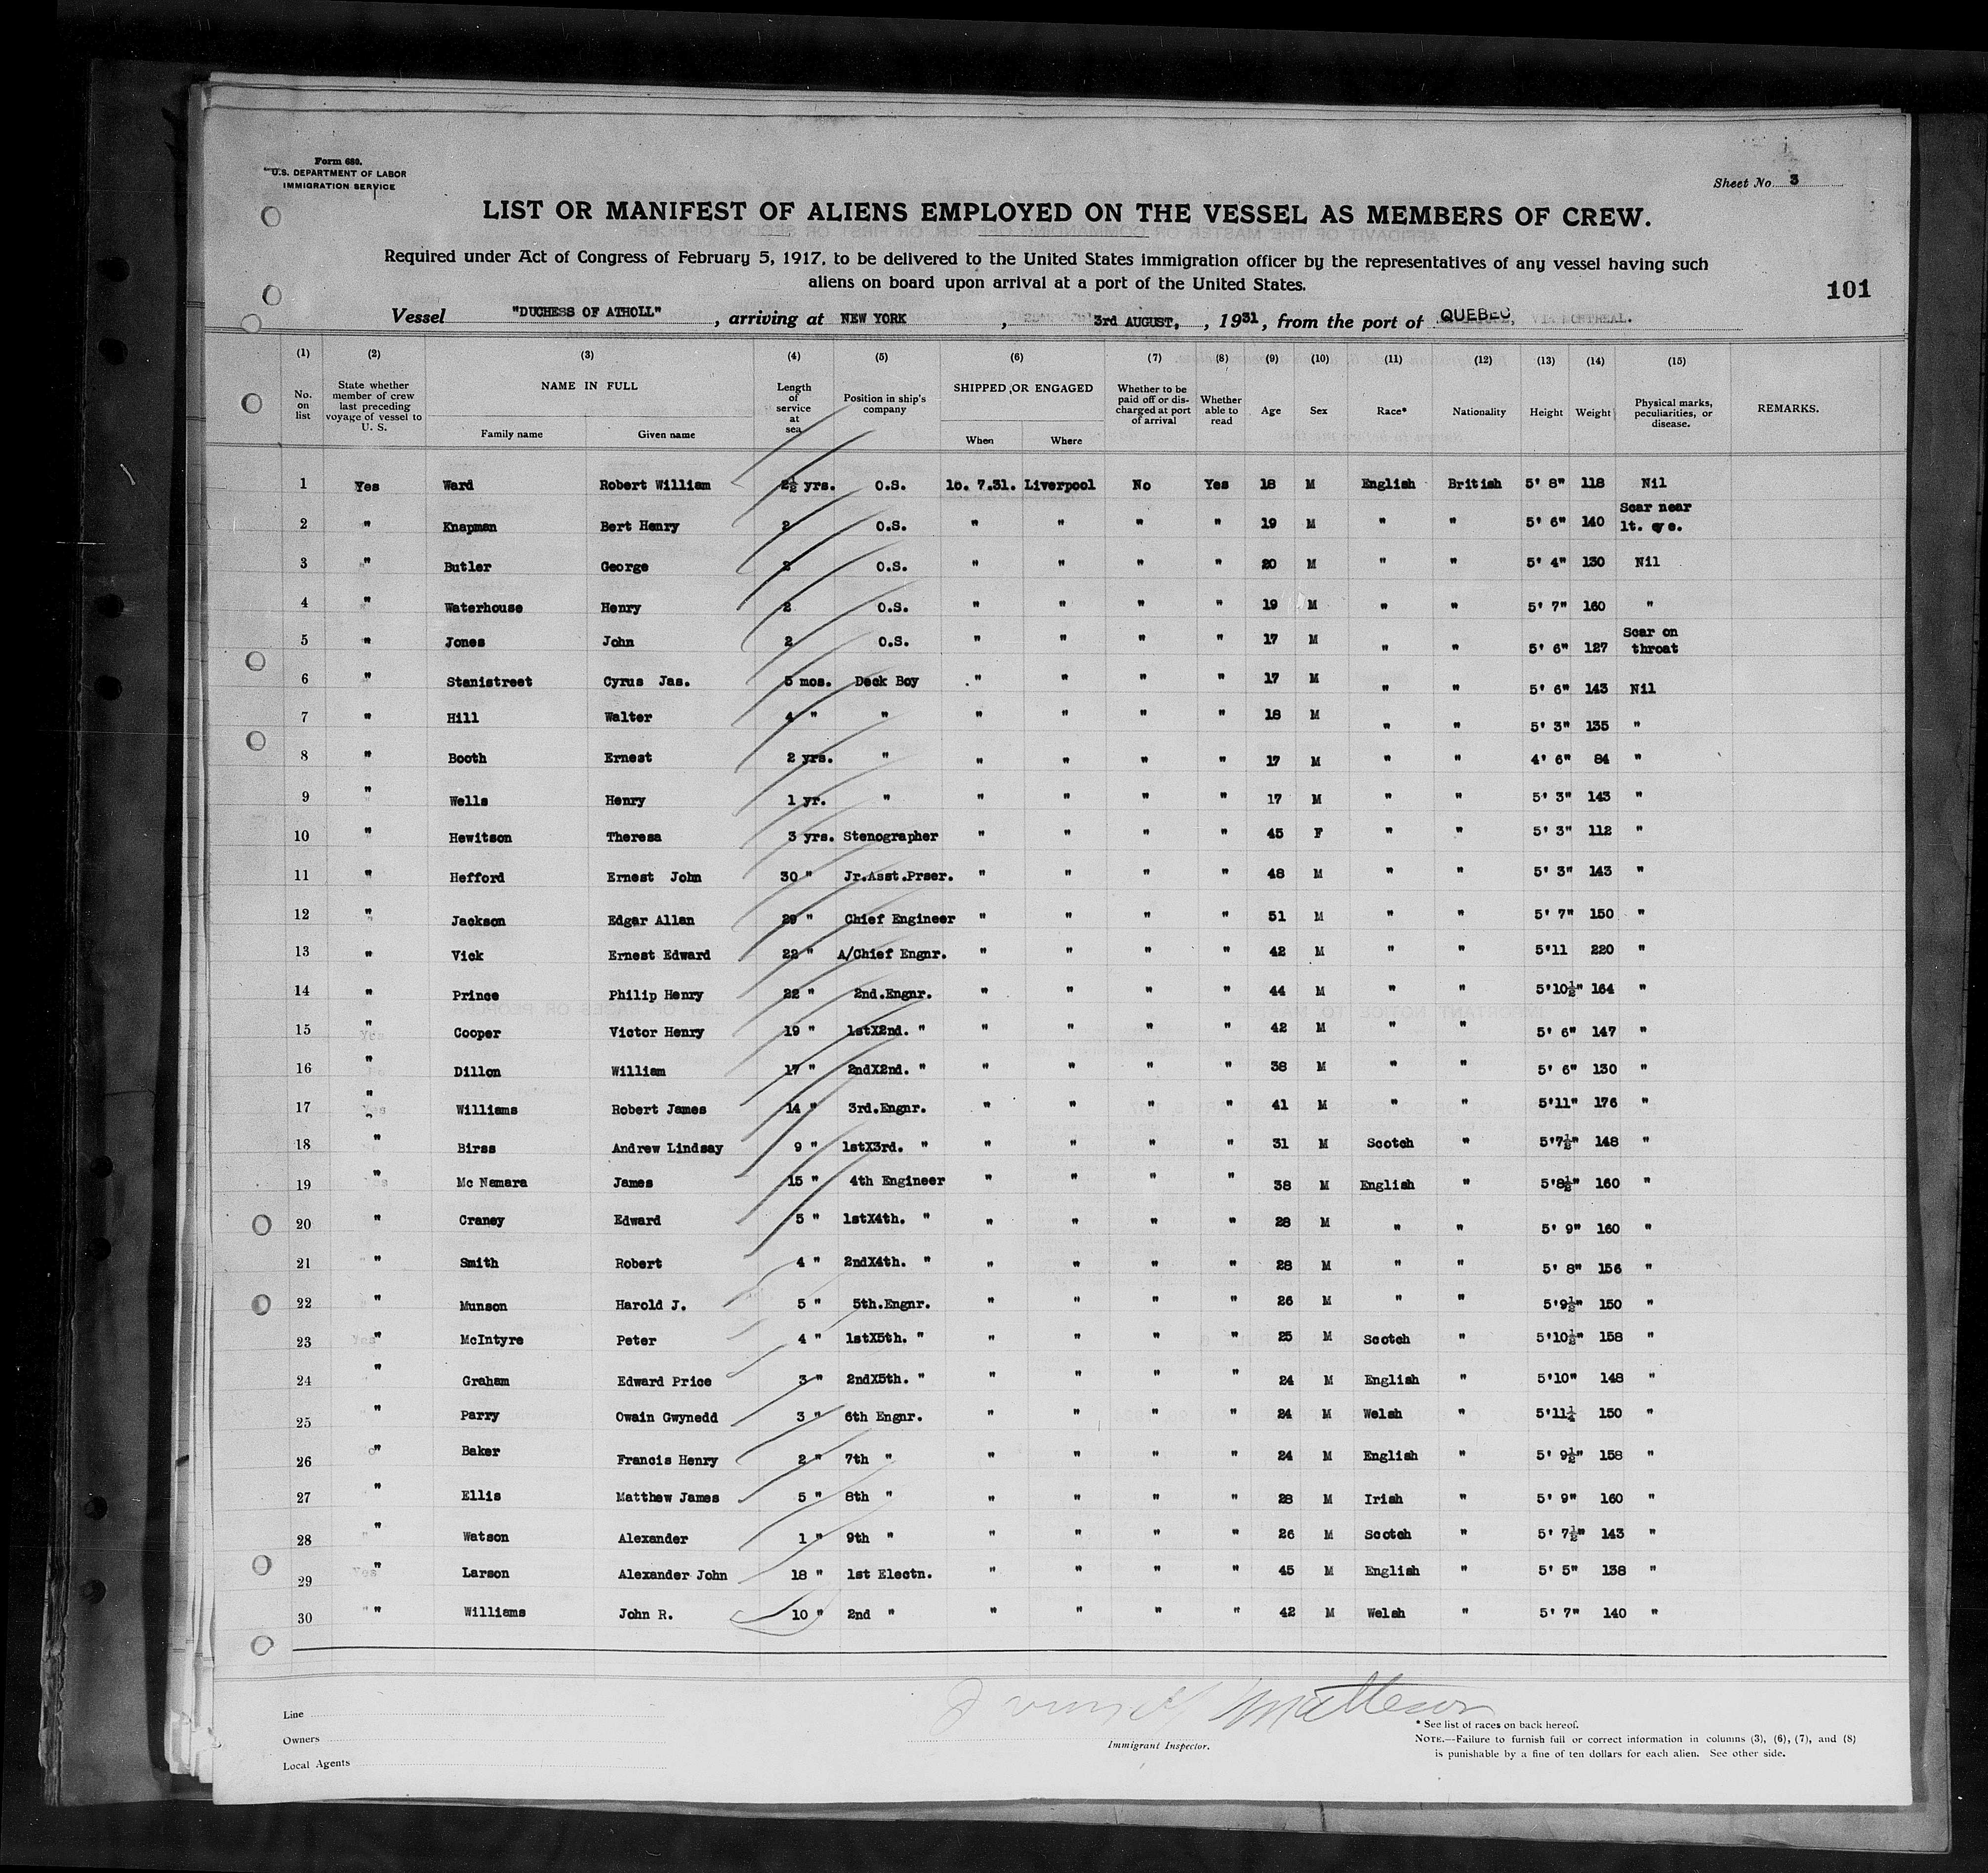 Form 680.
U.S. DEPARTMENT OF LABOR
IMMIGRATION SERVICE
Sheet No. 3
LIST OR MANIFEST OF ALIENS EMPLOYED ON THE VESSEL AS MEMBERS OF CREW.
Required under Act of Congress of February 5, 1917, to be delivered to the United States immigration officer by the representatives of any vessel having such
aliens on board upon arrival at a port of the United States.
101
Vessel "DUCHESS OF ATHOLL", arriving at NEW YORK, 3rd AUGUST, 1931, from the port of QUEBEC, VIA MONTREAL.
(1) (2) (3) (4) (5) (6) (7) (8) (9) (10) (11) (12) (13) (14) (15)
No. on list | State whether member of crew last preceding voyage of vessel to U. S. | NAME IN FULL Family name Given name | Length of service at sea | Position in ship's company | SHIPPED OR ENGAGED When Where | Whether to be paid off or discharged at port of arrival | Whether able to read | Age | Sex | Race* | Nationality | Height | Weight | Physical marks, peculiarities, or disease. | REMARKS.
1 Yes Ward Robert William 2½ yrs. O.S. 16. 7.31. Liverpool No Yes 18 M English British 5' 8" 118 Nil
2 " Knapman Bert Henry 2 O.S. " " " " 19 M " " 5' 6" 140 Scar near lt. eye.
3 " Butler George 2 O.S. " " " " 20 M " " 5' 4" 130 Nil
4 " Waterhouse Henry 2 O.S. " " " " 19 M " " 5' 7" 160 "
5 " Jones John 2 O.S. " " " " 17 M " " 5' 6" 127 Scar on throat
6 " Stanistreet Cyrus Jas. 5 mos. Deck Boy " " " " 17 M " " 5' 6" 143 Nil
7 " Hill Walter 4 " " " " " " 18 M " " 5' 3" 135 "
8 " Booth Ernest 2 yrs. " " " " " 17 M " " 4' 6" 84 "
9 " Wells Henry 1 yr. " " " " " 17 M " " 5' 3" 143 "
10 " Hewitson Theresa 3 yrs. Stenographer " " " " 45 F " " 5' 3" 112 "
11 " Hefford Ernest John 30 " Jr.Asst.Prser. " " " " 48 M " " 5' 3" 143 "
12 " Jackson Edgar Allan 29 " Chief Engineer " " " " 51 M " " 5' 7" 150 "
13 " Vick Ernest Edward 22 " A/Chief Engnr. " " " " 42 M " " 5'11 220 "
14 " Prince Philip Henry 22 " 2nd.Engnr. " " " " 44 M " " 5'10½" 164 "
15 " Cooper Victor Henry 19 " 1stX2nd. " " " " " 42 M " " 5' 6" 147 "
16 " Dillon William 17 " 2ndX2nd. " " " " " 38 M " " 5' 6" 130 "
17 " Williams Robert James 14 " 3rd.Engnr. " " " " 41 M " " 5'11" 176 "
18 " Birss Andrew Lindsay 9 " 1stX3rd. " " " " " 31 M Scotch " 5'7½" 148 "
19 " Mc Namara James 15 " 4th Engineer " " " " 38 M English " 5'8½" 160 "
20 " Craney Edward 5 " 1stX4th. " " " " " 28 M " " 5' 9" 160 "
21 " Smith Robert 4 " 2ndX4th. " " " " " 28 M " " 5' 8" 156 "
22 " Munson Harold J. 5 " 5th.Engnr. " " " " 26 M " " 5'9½" 150 "
23 " McIntyre Peter 4 " 1stX5th. " " " " " 25 M Scotch " 5'10½" 158 "
24 " Graham Edward Price 3 " 2ndX5th. " " " " " 24 M English " 5'10" 148 "
25 " Parry Owain Gwynedd 3 " 6th Engnr. " " " " 24 M Welsh " 5'11¼ 150 "
26 " Baker Francis Henry 2 " 7th " " " " " 24 M English " 5' 9½" 158 "
27 " Ellis Matthew James 5 " 8th " " " " " 28 M Irish " 5' 9" 160 "
28 " Watson Alexander 1 " 9th " " " " " 26 M Scotch " 5' 7½" 143 "
29 " Larson Alexander John 18 " 1st Electn. " " " " 45 M English " 5' 5" 138 "
30 " Williams John R. 10 " 2nd " " " " " 42 M Welsh " 5' 7" 140 "
Line
Owners
Local Agents
Immigrant Inspector.
* See list of races on back hereof.
NOTE.—Failure to furnish full or correct information in columns (3), (6), (7), and (8)
is punishable by a fine of ten dollars for each alien. See other side.